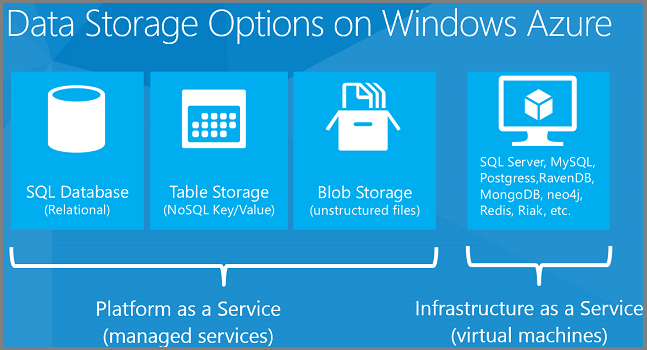 Data Storage Options on Windows Azure
SQL Database
(Relational)
Table Storage
(NoSQL Key/Value)
Blob Storage
(unstructured files)
SQL Server, MySQL,
Postgress,RavenDB,
MongoDB, neo4j,
Redis, Riak, etc.
Platform as a Service
(managed services)
Infrastructure as a Service
(virtual machines)